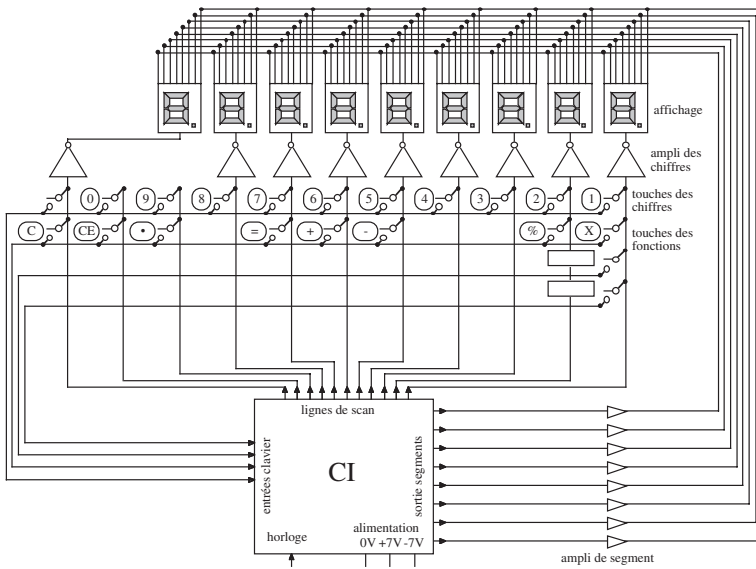 affichage
ampli des
chiffres
0 9 8 7 6 5 4 3 2 1
touches des
chiffres
C CE • = + - % X
touches des
fonctions
lignes de scan
entrées clavier
CI
sortie segments
horloge
alimentation
0V +7V -7V
ampli de segment